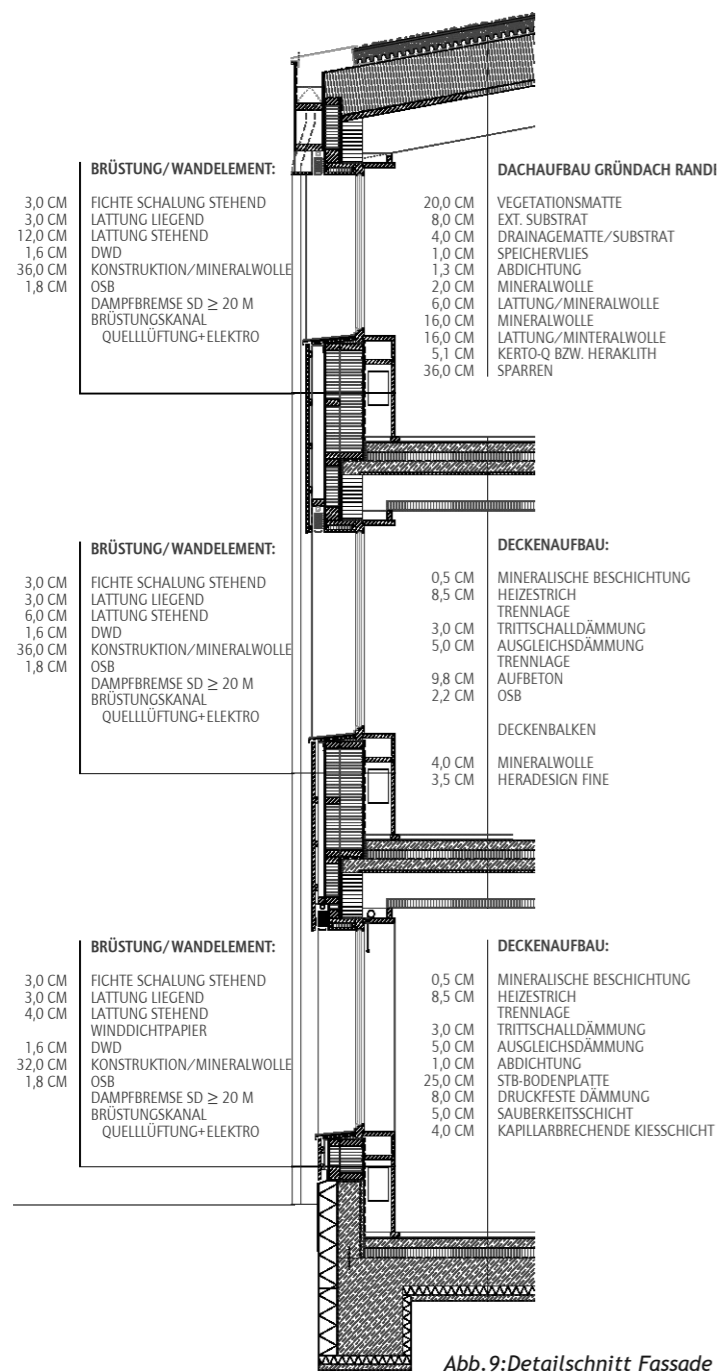 BRÜSTUNG/WANDELEMENT:
3,0 CM FICHTE SCHALUNG STEHEND
3,0 CM LATTUNG LIEGEND
12,0 CM LATTUNG STEHEND
1,6 CM DWD
36,0 CM KONSTRUKTION/MINERALWOLLE
1,8 CM OSB
DAMPFBREMSE SD ≥ 20 M
BRÜSTUNGSKANAL
QUELLLÜFTUNG+ELEKTRO
DACHAUFBAU GRÜNDACH RANDI
20,0 CM VEGETATIONSMATTE
8,0 CM EXT. SUBSTRAT
4,0 CM DRAINAGEMATTE/SUBSTRAT
1,0 CM SPEICHERVLIES
1,3 CM ABDICHTUNG
2,0 CM MINERALWOLLE
6,0 CM LATTUNG/MINERALWOLLE
16,0 CM MINERALWOLLE
16,0 CM LATTUNG/MINTERALWOLLE
5,1 CM KERTO-Q BZW. HERAKLITH
36,0 CM SPARREN
BRÜSTUNG/WANDELEMENT:
3,0 CM FICHTE SCHALUNG STEHEND
3,0 CM LATTUNG LIEGEND
6,0 CM LATTUNG STEHEND
1,6 CM DWD
36,0 CM KONSTRUKTION/MINERALWOLLE
1,8 CM OSB
DAMPFBREMSE SD ≥ 20 M
BRÜSTUNGSKANAL
QUELLLÜFTUNG+ELEKTRO
DECKENAUFBAU:
0,5 CM MINERALISCHE BESCHICHTUNG
8,5 CM HEIZESTRICH
TRENNLAGE
3,0 CM TRITTSCHALLDÄMMUNG
5,0 CM AUSGLEICHSDÄMMUNG
TRENNLAGE
9,8 CM AUFBETON
2,2 CM OSB
DECKENBALKEN
4,0 CM MINERALWOLLE
3,5 CM HERADESIGN FINE
BRÜSTUNG/WANDELEMENT:
3,0 CM FICHTE SCHALUNG STEHEND
3,0 CM LATTUNG LIEGEND
4,0 CM LATTUNG STEHEND
WINDDICHTPAPIER
1,6 CM DWD
32,0 CM KONSTRUKTION/MINERALWOLLE
1,8 CM OSB
DAMPFBREMSE SD ≥ 20 M
BRÜSTUNGSKANAL
QUELLLÜFTUNG+ELEKTRO
DECKENAUFBAU:
0,5 CM MINERALISCHE BESCHICHTUNG
8,5 CM HEIZESTRICH
TRENNLAGE
3,0 CM TRITTSCHALLDÄMMUNG
5,0 CM AUSGLEICHSDÄMMUNG
1,0 CM ABDICHTUNG
25,0 CM STB-BODENPLATTE
8,0 CM DRUCKFESTE DÄMMUNG
5,0 CM SAUBERKEITSSCHICHT
4,0 CM KAPILLARBRECHENDE KIESSCHICHT
Abb.9:Detailschnitt Fassade